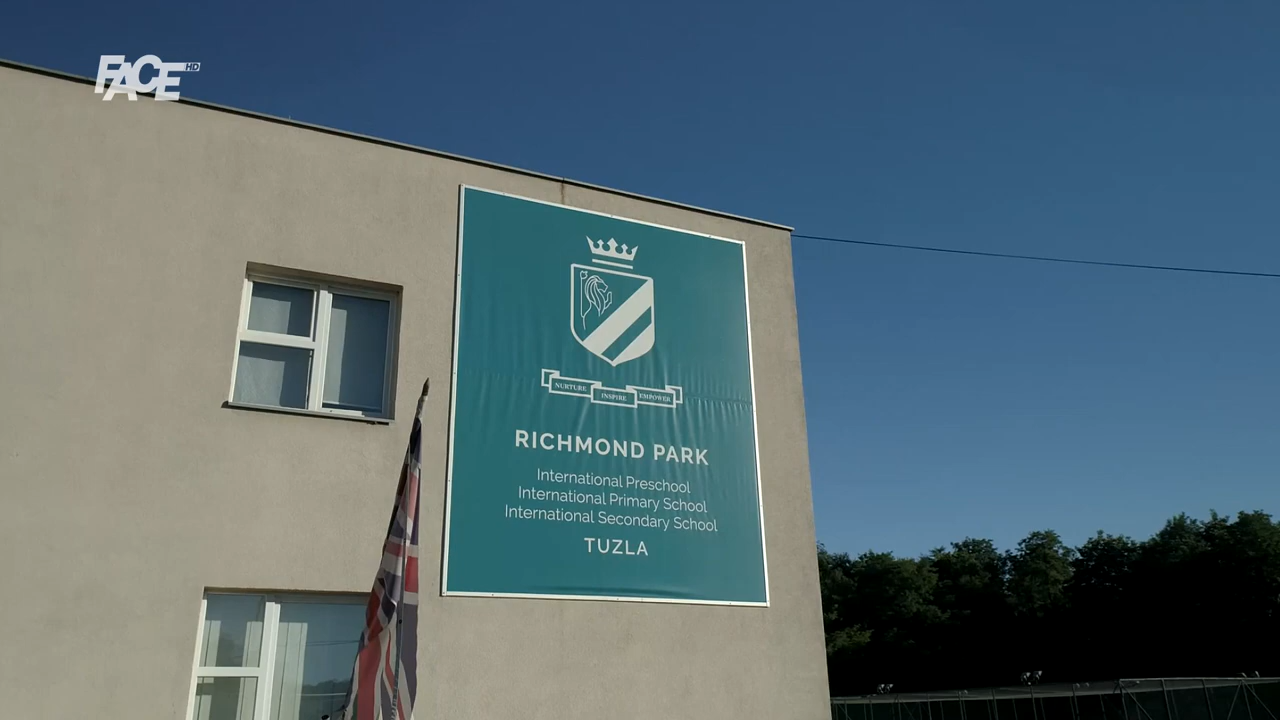 FACE HD
NURTURE
INSPIRE
EMPOWER
RICHMOND PARK
International Preschool
International Primary School
International Secondary School
TUZLA